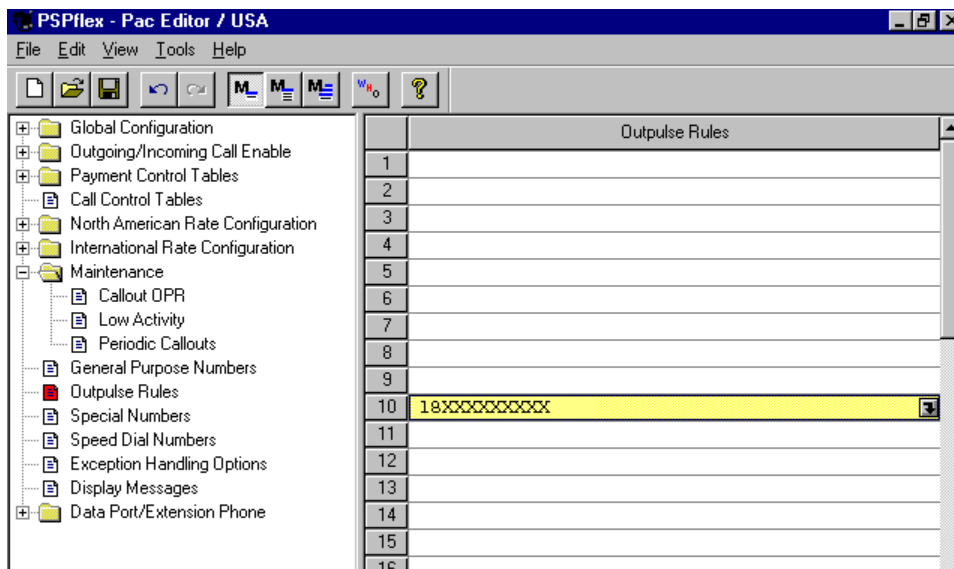 PSPflex - Pac Editor / USA
File Edit View Tools Help
M M M WHO ?
Global Configuration
Outgoing/Incoming Call Enable
Payment Control Tables
Call Control Tables
North American Rate Configuration
International Rate Configuration
Maintenance
Callout OPR
Low Activity
Periodic Callouts
General Purpose Numbers
Outpulse Rules
Special Numbers
Speed Dial Numbers
Exception Handling Options
Display Messages
Data Port/Extension Phone
Outpulse Rules
1
2
3
4
5
6
7
8
9
10 18XXXXXXXXX
11
12
13
14
15
16